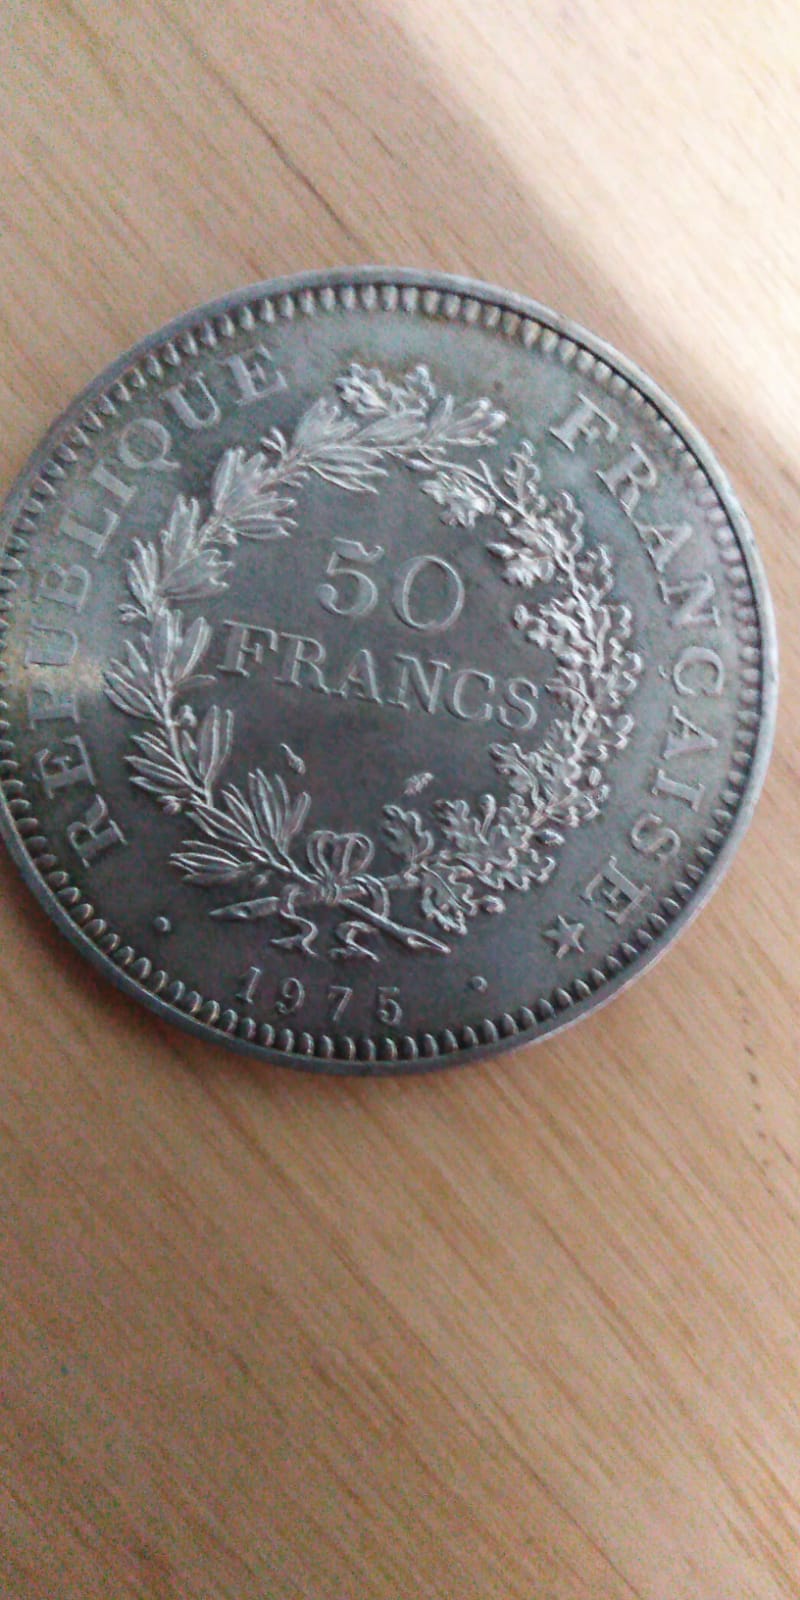 RÉPUBLIQUE FRANÇAISE
50
FRANCS
1975